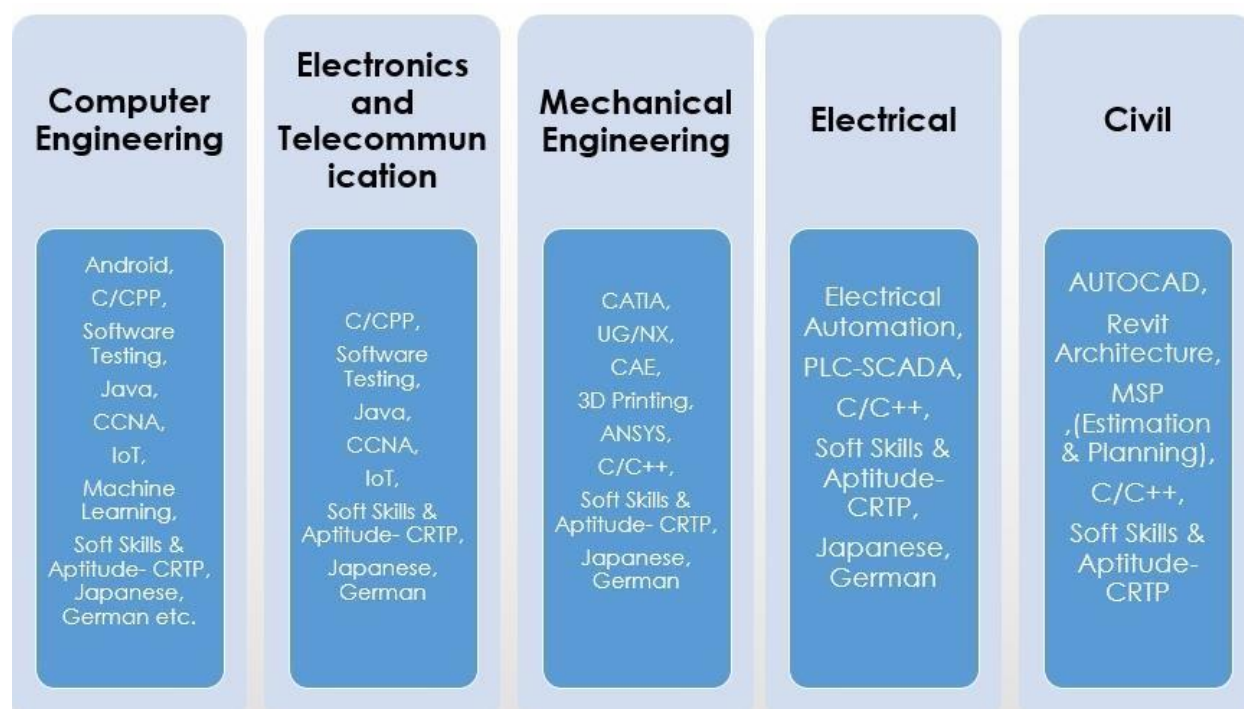 Computer
Engineering
Android,
C/CPP,
Software
Testing,
Java,
CCNA,
IoT,
Machine
Learning,
Soft Skills &
Aptitude- CRTP,
Japanese,
German etc.
Electronics
and
Telecommun
ication
C/CPP,
Software
Testing,
Java,
CCNA,
IoT,
Soft Skills &
Aptitude- CRTP,
Japanese,
German
Mechanical
Engineering
CATIA,
UG/NX,
CAE,
3D Printing,
ANSYS,
C/C++,
Soft Skills &
Aptitude- CRTP,
Japanese,
German
Electrical
Electrical
Automation,
PLC-SCADA,
C/C++,
Soft Skills &
Aptitude-
CRTP,
Japanese,
German
Civil
AUTOCAD,
Revit
Architecture,
MSP
,(Estimation
& Planning),
C/C++,
Soft Skills &
Aptitude-
CRTP